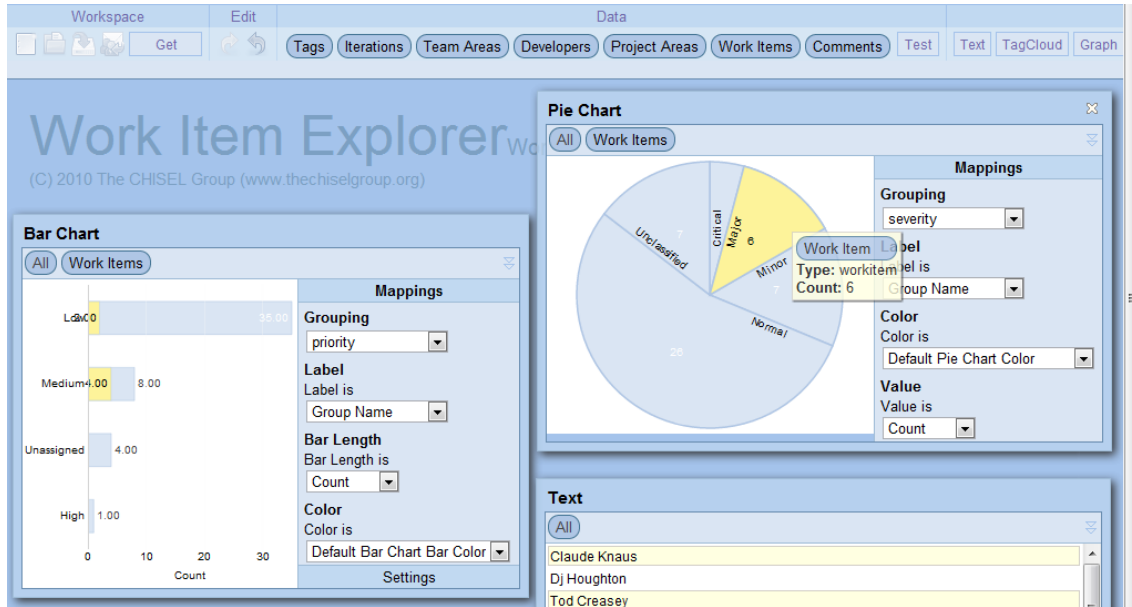 Workspace Edit Data
Get Tags Iterations Team Areas Developers Project Areas Work Items Comments Test Text TagCloud Graph
Work Item Explorer
(C) 2010 The CHISEL Group (www.thechiselgroup.org)
Pie Chart
All Work Items
Mappings
Grouping
severity
Label
Label is
Group Name
Color
Color is
Default Pie Chart Color
Value
Value is
Count
Unclassified
7
Critical
Major
6
Minor
7
Normal
26
Work Item
Type: workitem
Count: 6
Bar Chart
All Work Items
Mappings
Grouping
priority
Label
Label is
Group Name
Bar Length
Bar Length is
Count
Color
Color is
Default Bar Chart Bar Color
Settings
Low 2.00 35.00
Medium 4.00 8.00
Unassigned 4.00
High 1.00
0 10 20 30
Count
Text
All
Claude Knaus
Dj Houghton
Tod Creasey